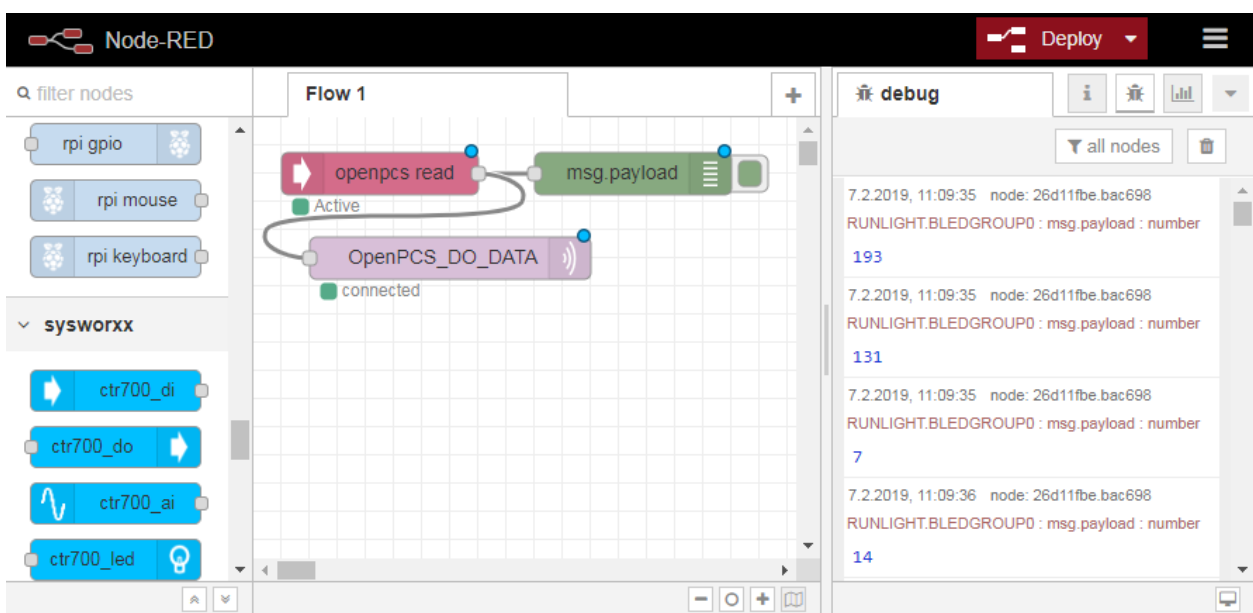 Node-RED
Deploy
filter nodes
rpi gpio
rpi mouse
rpi keyboard
sysworxx
ctr700_di
ctr700_do
ctr700_ai
ctr700_led
Flow 1
openpcs read
Active
msg.payload
OpenPCS_DO_DATA
connected
debug
i
all nodes
7.2.2019, 11:09:35 node: 26d11fbe.bac698
RUNLIGHT.BLEDGROUP0 : msg.payload : number
193
7.2.2019, 11:09:35 node: 26d11fbe.bac698
RUNLIGHT.BLEDGROUP0 : msg.payload : number
131
7.2.2019, 11:09:35 node: 26d11fbe.bac698
RUNLIGHT.BLEDGROUP0 : msg.payload : number
7
7.2.2019, 11:09:36 node: 26d11fbe.bac698
RUNLIGHT.BLEDGROUP0 : msg.payload : number
14